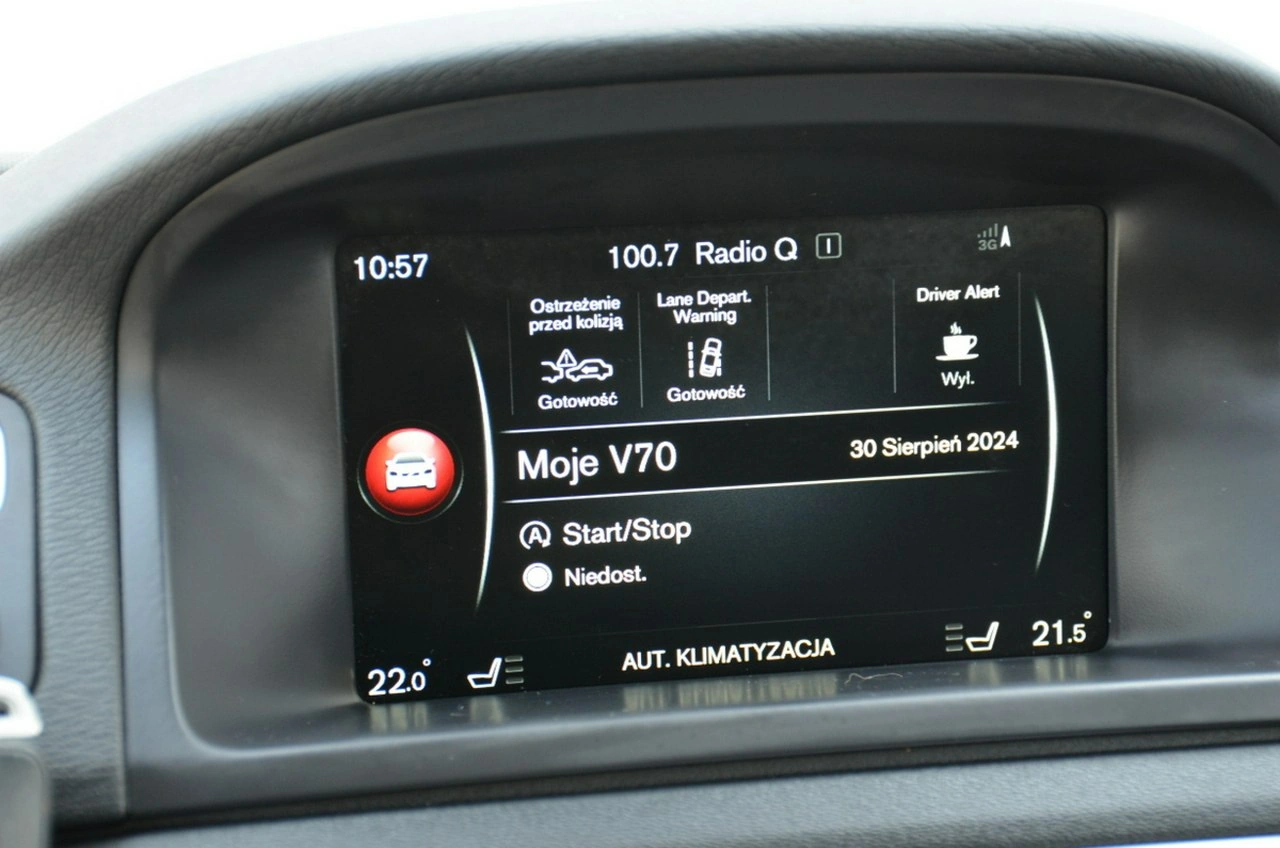 10:57
100.7 Radio Q I
3G
Ostrzeżenie
przed kolizją
Gotowość
Lane Depart.
Warning
Gotowość
Driver Alert
Wył.
Moje V70
30 Sierpień 2024
A Start/Stop
Niedost.
22.0°
AUT. KLIMATYZACJA
21.5°